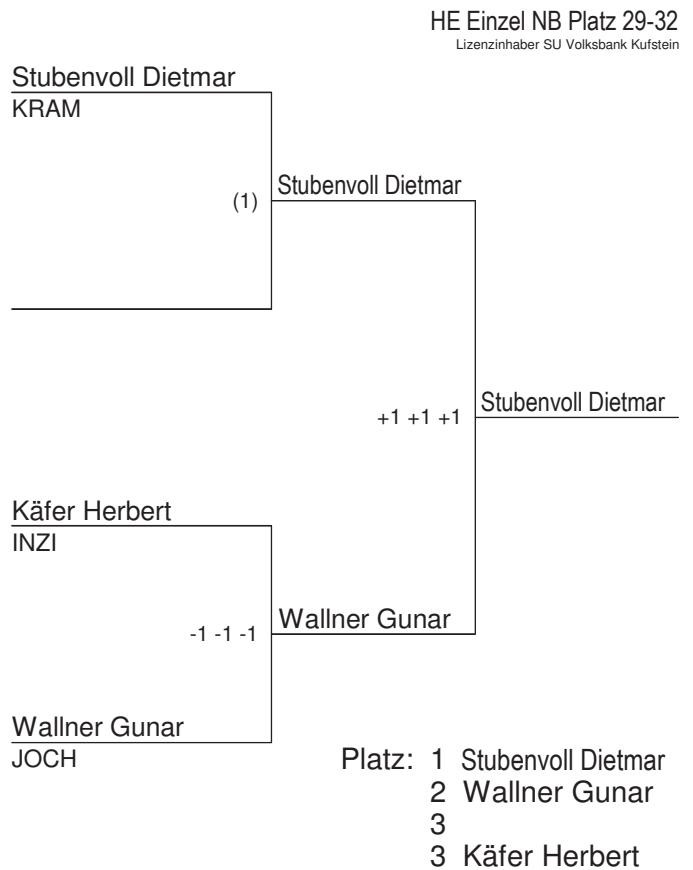 HE Einzel NB Platz 29-32
Lizenzinhaber SU Volksbank Kufstein
Stubenvoll Dietmar
KRAM
Stubenvoll Dietmar
(1)
Stubenvoll Dietmar
+1 +1 +1
Käfer Herbert
INZI
Wallner Gunar
-1 -1 -1
Wallner Gunar
JOCH
Platz: 1 Stubenvoll Dietmar
2 Wallner Gunar
3
3 Käfer Herbert